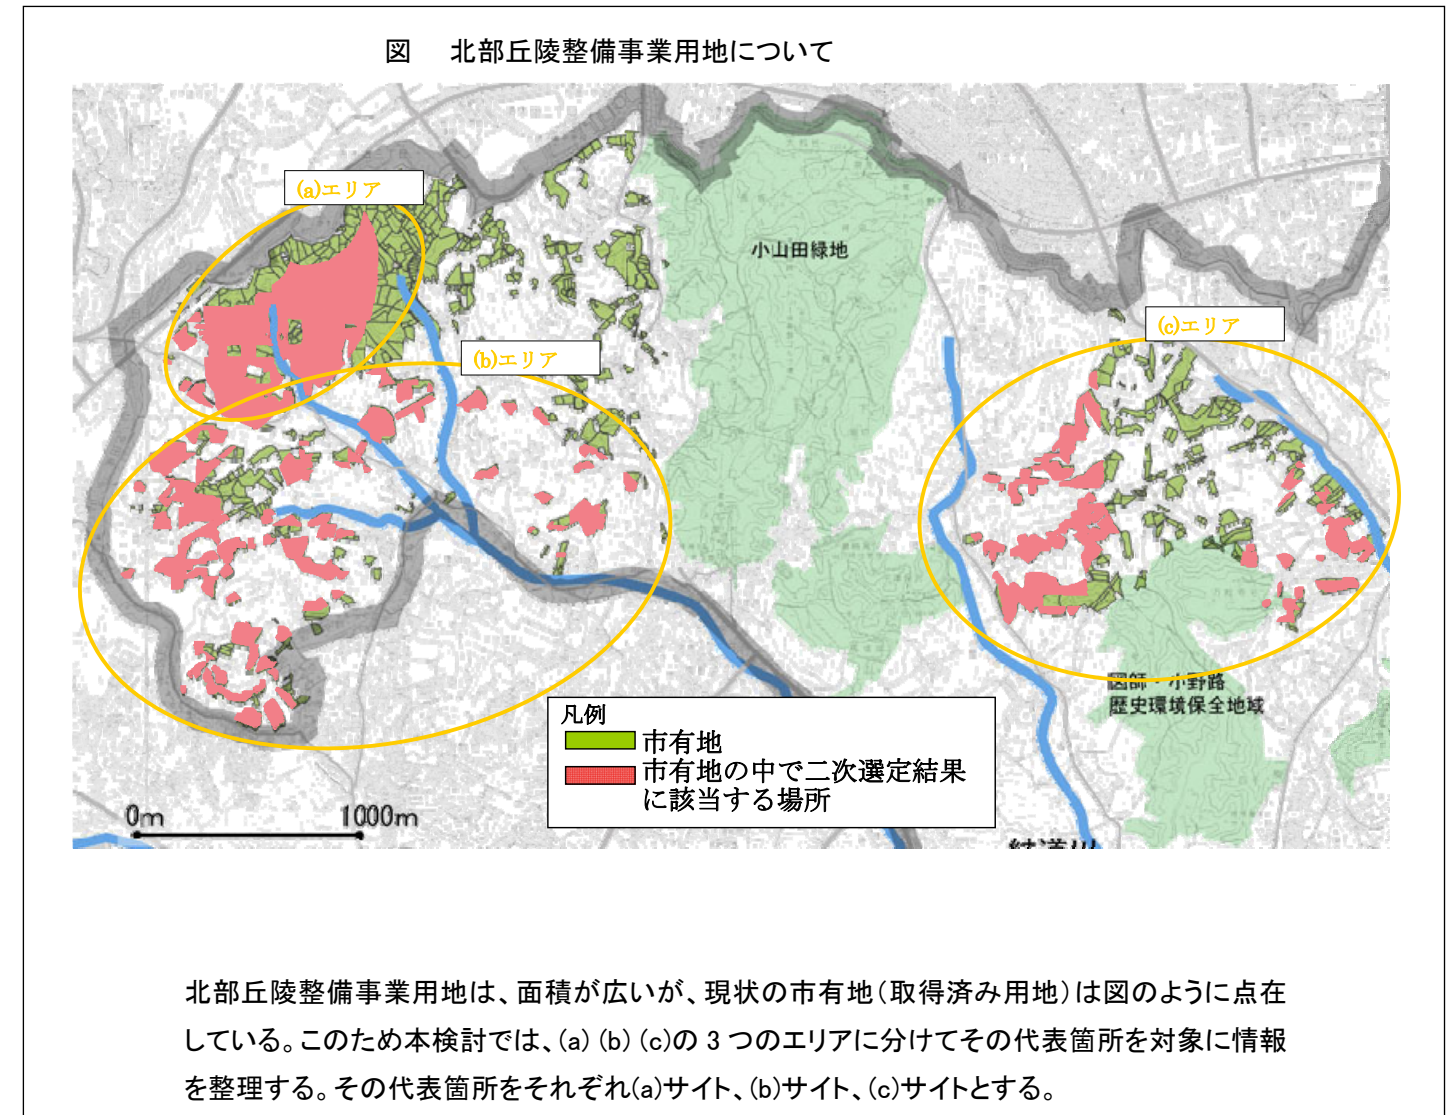 図 北部丘陵整備事業用地について
(a)エリア
小山田緑地
(c)エリア
(b)エリア
図師・小野路
歴史環境保全地域
凡例
市有地
市有地の中で二次選定結果
に該当する場所
0m
1000m
北部丘陵整備事業用地は、面積が広いが、現状の市有地（取得済み用地）は図のように点在
している。このため本検討では、(a) (b) (c)の 3 つのエリアに分けてその代表箇所を対象に情報
を整理する。その代表箇所をそれぞれ(a)サイト、(b)サイト、(c)サイトとする。